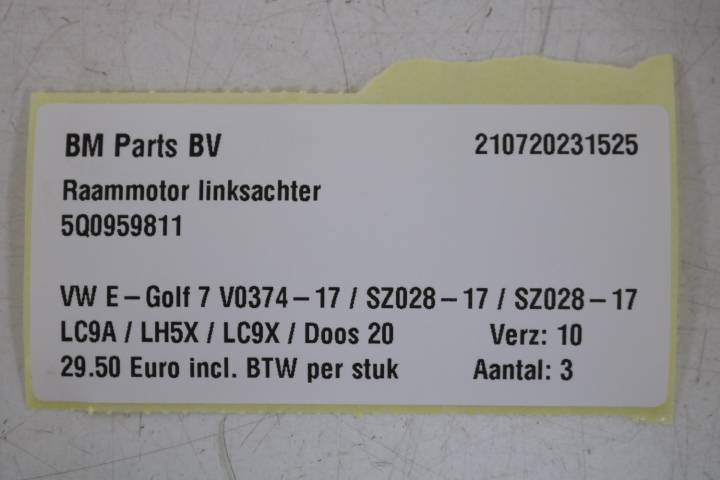 BM Parts BV 210720231525
Raammotor linksachter
5Q0959811
VW E-Golf 7 V0374-17 / SZ028-17 / SZ028-17
LC9A / LH5X / LC9X / Doos 20 Verz: 10
29.50 Euro incl. BTW per stuk Aantal: 3